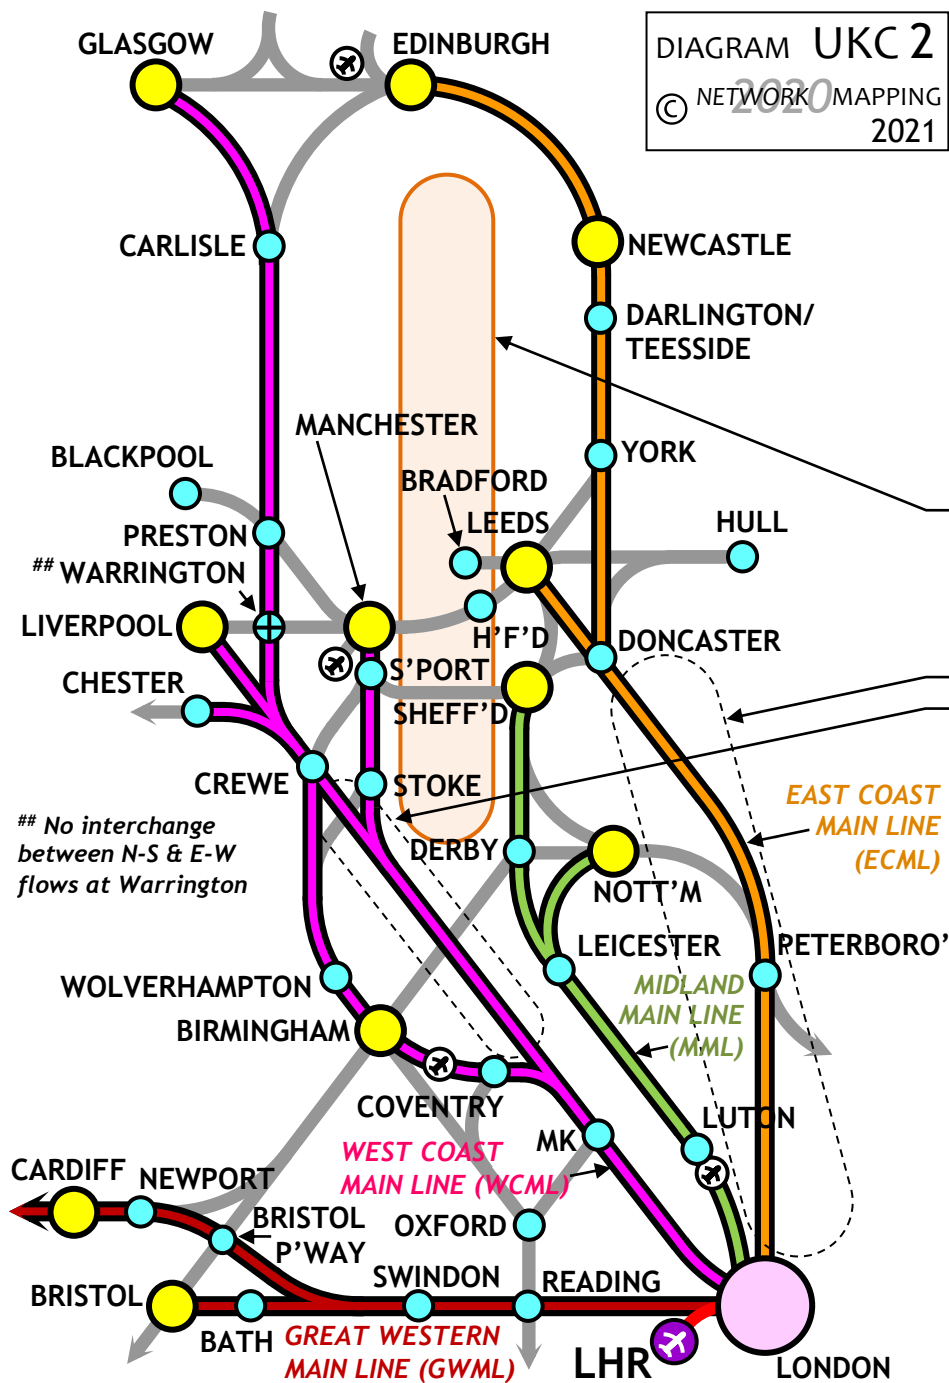 GLASGOW
EDINBURGH
DIAGRAM UKC 2
© NETWORK 2020 MAPPING
2021
CARLISLE
NEWCASTLE
DARLINGTON/
TEESSIDE
MANCHESTER
BLACKPOOL
YORK
BRADFORD
LEEDS
HULL
PRESTON
## WARRINGTON
LIVERPOOL
H'F'D
DONCASTER
S'PORT
CHESTER
SHEFF'D
CREWE
STOKE
EAST COAST
MAIN LINE
(ECML)
## No interchange
between N-S & E-W
flows at Warrington
DERBY
NOTT'M
LEICESTER
PETERBORO'
WOLVERHAMPTON
MIDLAND
MAIN LINE
(MML)
BIRMINGHAM
COVENTRY
LUTON
MK
WEST COAST
MAIN LINE (WCML)
CARDIFF
NEWPORT
BRISTOL
P'WAY
OXFORD
SWINDON
READING
BRISTOL
BATH
GREAT WESTERN
MAIN LINE (GWML)
LHR
LONDON